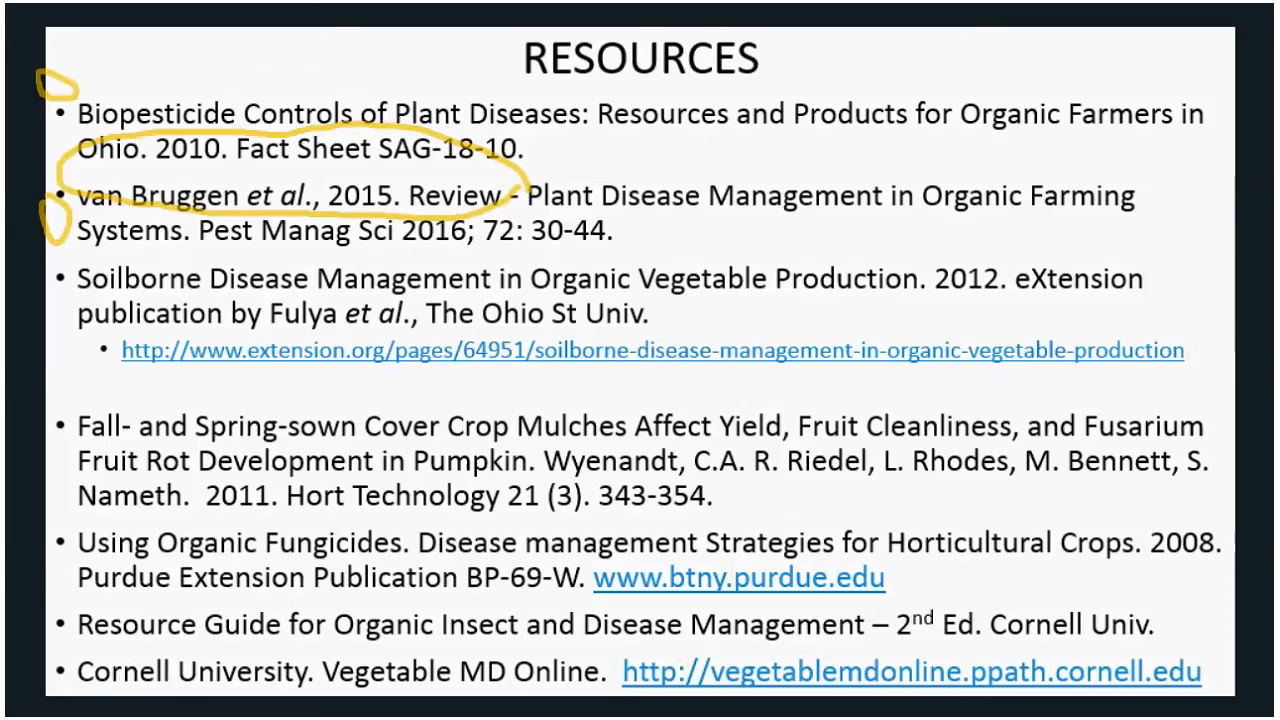 RESOURCES
• Biopesticide Controls of Plant Diseases: Resources and Products for Organic Farmers in
Ohio. 2010. Fact Sheet SAG-18-10.
• van Bruggen et al., 2015. Review - Plant Disease Management in Organic Farming
Systems. Pest Manag Sci 2016; 72: 30-44.
• Soilborne Disease Management in Organic Vegetable Production. 2012. eXtension
publication by Fulya et al., The Ohio St Univ.
• http://www.extension.org/pages/64951/soilborne-disease-management-in-organic-vegetable-production
• Fall- and Spring-sown Cover Crop Mulches Affect Yield, Fruit Cleanliness, and Fusarium
Fruit Rot Development in Pumpkin. Wyenandt, C.A. R. Riedel, L. Rhodes, M. Bennett, S.
Nameth. 2011. Hort Technology 21 (3). 343-354.
• Using Organic Fungicides. Disease management Strategies for Horticultural Crops. 2008.
Purdue Extension Publication BP-69-W. www.btny.purdue.edu
• Resource Guide for Organic Insect and Disease Management – 2nd Ed. Cornell Univ.
• Cornell University. Vegetable MD Online. http://vegetablemdonline.ppath.cornell.edu